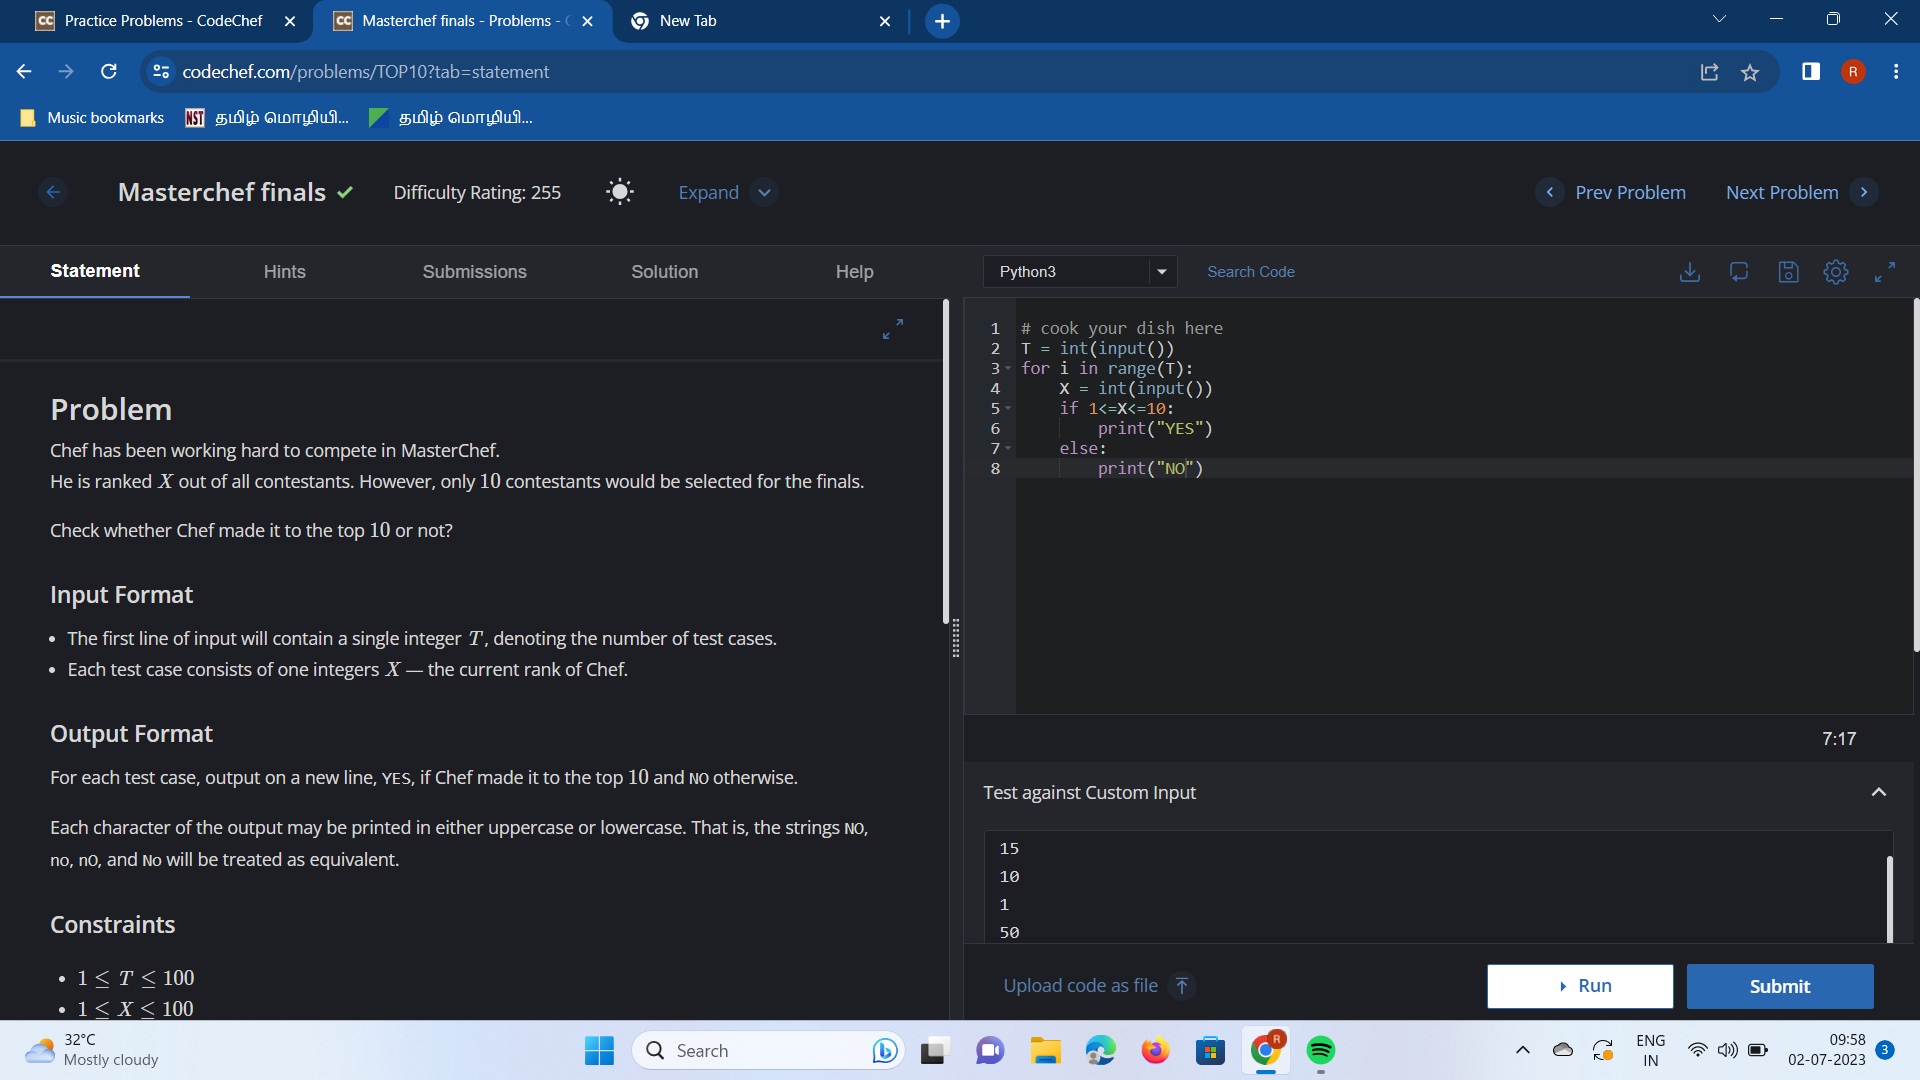 Practice Problems - CodeChef
Masterchef finals - Problems - C
New Tab
codechef.com/problems/TOP10?tab=statement
R
Music bookmarks
NST
தமிழ் மொழியி...
தமிழ் மொழியி...
Masterchef finals
Difficulty Rating: 255
Expand
Prev Problem
Next Problem
Statement
Hints
Submissions
Solution
Help
Python3
Search Code
Problem
Chef has been working hard to compete in MasterChef.
He is ranked X out of all contestants. However, only 10 contestants would be selected for the finals.
Check whether Chef made it to the top 10 or not?
Input Format
• The first line of input will contain a single integer T, denoting the number of test cases.
• Each test case consists of one integers X — the current rank of Chef.
Output Format
For each test case, output on a new line, YES, if Chef made it to the top 10 and NO otherwise.
Each character of the output may be printed in either uppercase or lowercase. That is, the strings NO,
no, nO, and No will be treated as equivalent.
Constraints
• 1 ≤ T ≤ 100
• 1 ≤ X ≤ 100
1 # cook your dish here
2 T = int(input())
3 for i in range(T):
4     X = int(input())
5     if 1<=X<=10:
6         print("YES")
7     else:
8         print("NO")
7:17
Test against Custom Input
15
10
1
50
Upload code as file
Run
Submit
32°C
Mostly cloudy
Search
R
ENG
IN
09:58
02-07-2023
3